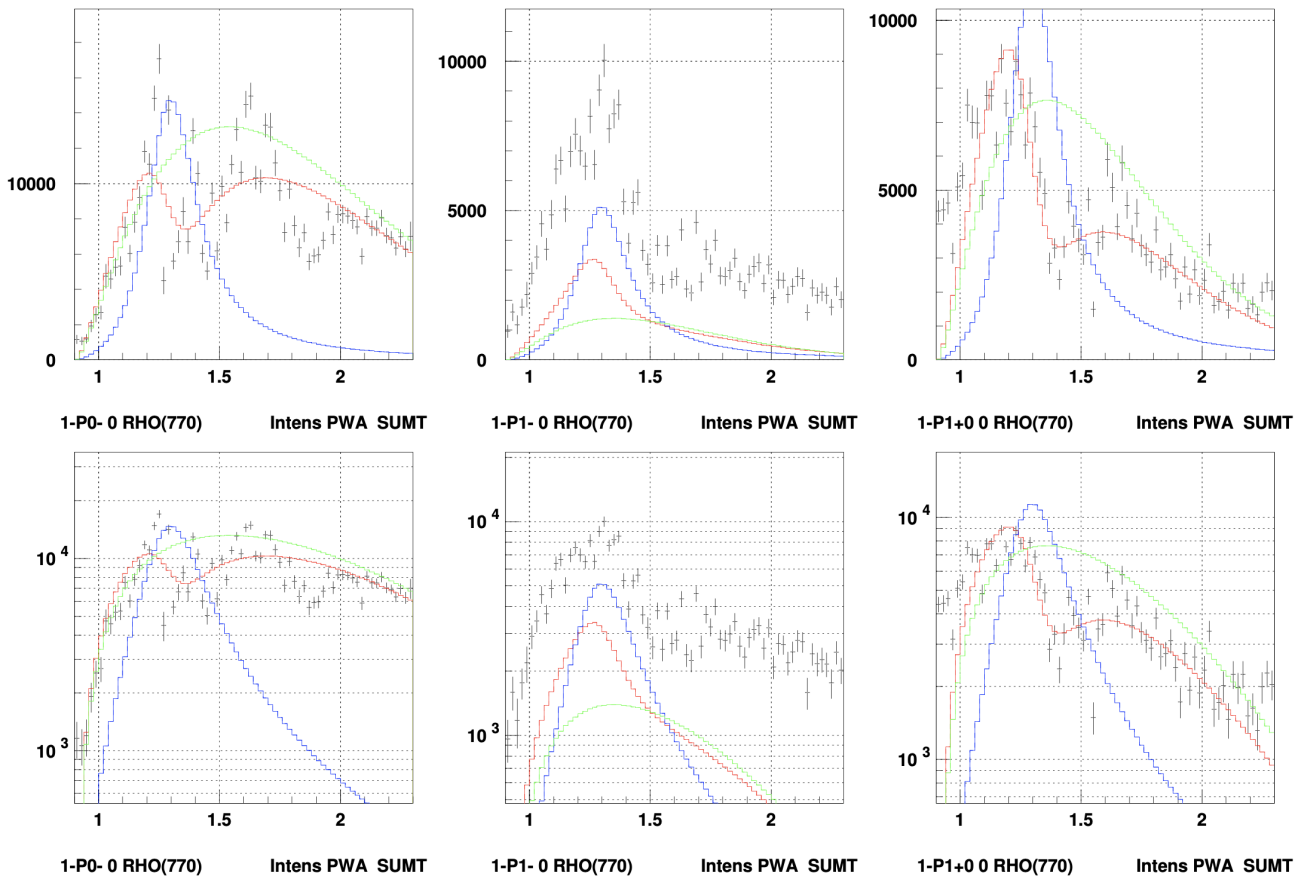 10000
0
1 1.5 2
1-P0- 0 RHO(770) Intens PWA SUMT
10000
5000
0
1 1.5 2
1-P1- 0 RHO(770) Intens PWA SUMT
10000
5000
0
1 1.5 2
1-P1+0 0 RHO(770) Intens PWA SUMT
10 4
10 3
1 1.5 2
1-P0- 0 RHO(770) Intens PWA SUMT
10 4
10 3
1 1.5 2
1-P1- 0 RHO(770) Intens PWA SUMT
10 4
10 3
1 1.5 2
1-P1+0 0 RHO(770) Intens PWA SUMT